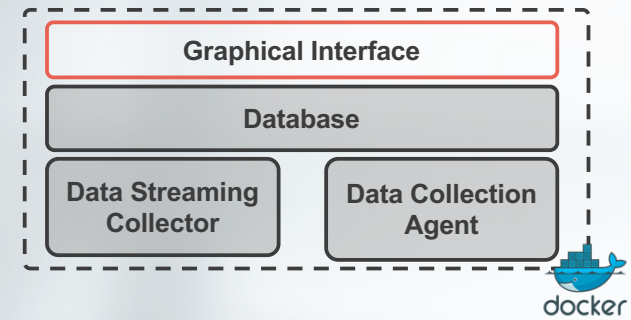 Graphical Interface
Database
Data Streaming
Collector
Data Collection
Agent
docker